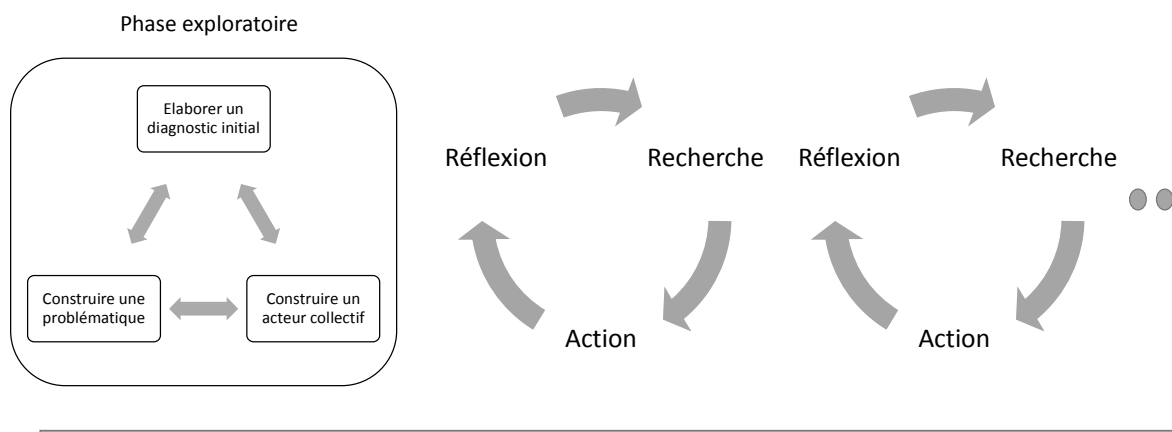 Phase exploratoire
Elaborer un
diagnostic initial
Construire une
problématique
Construire un
acteur collectif
Réflexion
Recherche
Action
Réflexion
Recherche
Action